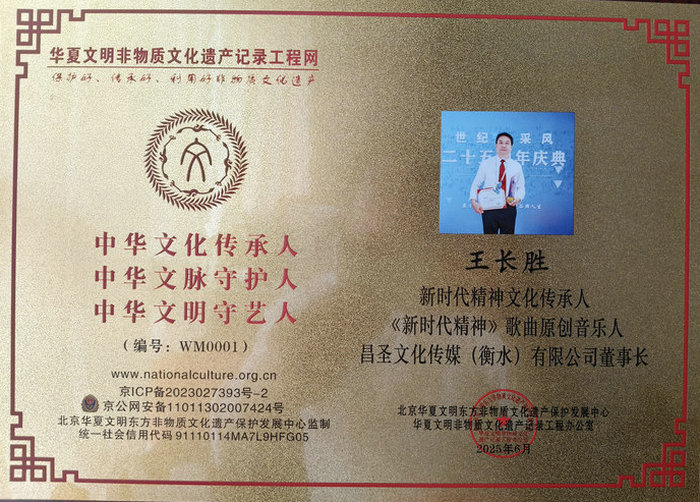 华夏文明非物质文化遗产记录工程网
保护好、传承好、利用好非物质文化遗产
中华文化传承人
中华文脉守护人
中华文明守艺人
（编号：WM0001）
www.nationalculture.org.cn
京ICP备2023027393号-2
京公网安备11011302007424号
北京华夏文明东方非物质文化遗产保护发展中心监制
统一社会信用代码91110114MA7L9HFG05
世纪 采风
二十五 年庆典
王长胜
新时代精神文化传承人
《新时代精神》歌曲原创音乐人
昌圣文化传媒（衡水）有限公司董事长
北京华夏文明东方非物质文化遗产保护发展中心
华夏文明非物质文化遗产记录工程办公室
2025年6月